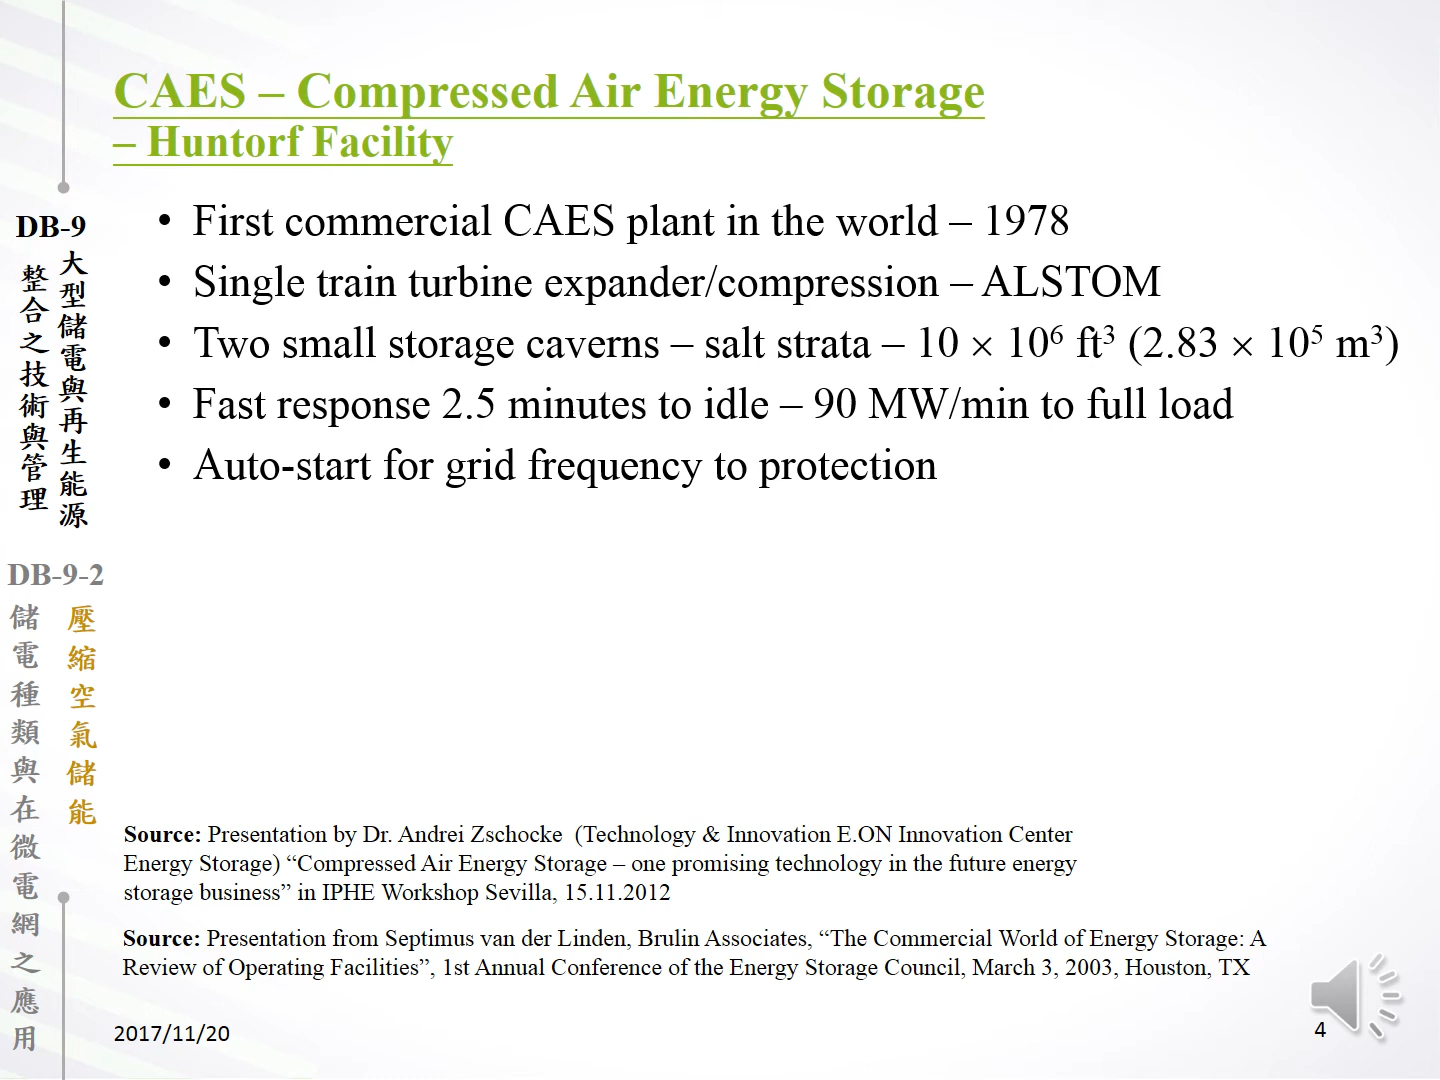 CAES – Compressed Air Energy Storage
– Huntorf Facility
DB-9
大型儲電與再生能源
整合之技術與管理
DB-9-2
儲電種類與在微電網之應用
壓縮空氣儲能
• First commercial CAES plant in the world – 1978
• Single train turbine expander/compression – ALSTOM
• Two small storage caverns – salt strata – 10 × 10⁶ ft³ (2.83 × 10⁵ m³)
• Fast response 2.5 minutes to idle – 90 MW/min to full load
• Auto-start for grid frequency to protection
Source: Presentation by Dr. Andrei Zschocke (Technology & Innovation E.ON Innovation Center
Energy Storage) “Compressed Air Energy Storage – one promising technology in the future energy
storage business” in IPHE Workshop Sevilla, 15.11.2012
Source: Presentation from Septimus van der Linden, Brulin Associates, “The Commercial World of Energy Storage: A
Review of Operating Facilities”, 1st Annual Conference of the Energy Storage Council, March 3, 2003, Houston, TX
2017/11/20
4